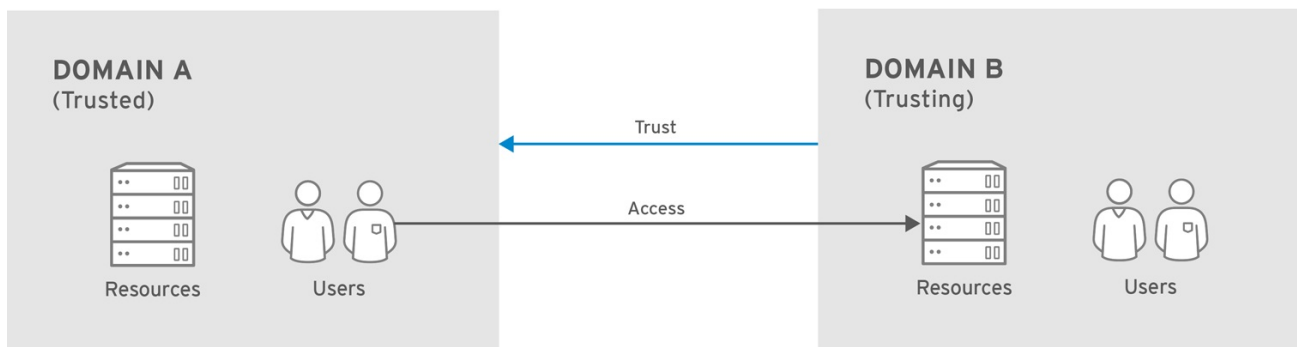 DOMAIN A
(Trusted)
Resources
Users
Trust
Access
DOMAIN B
(Trusting)
Resources
Users